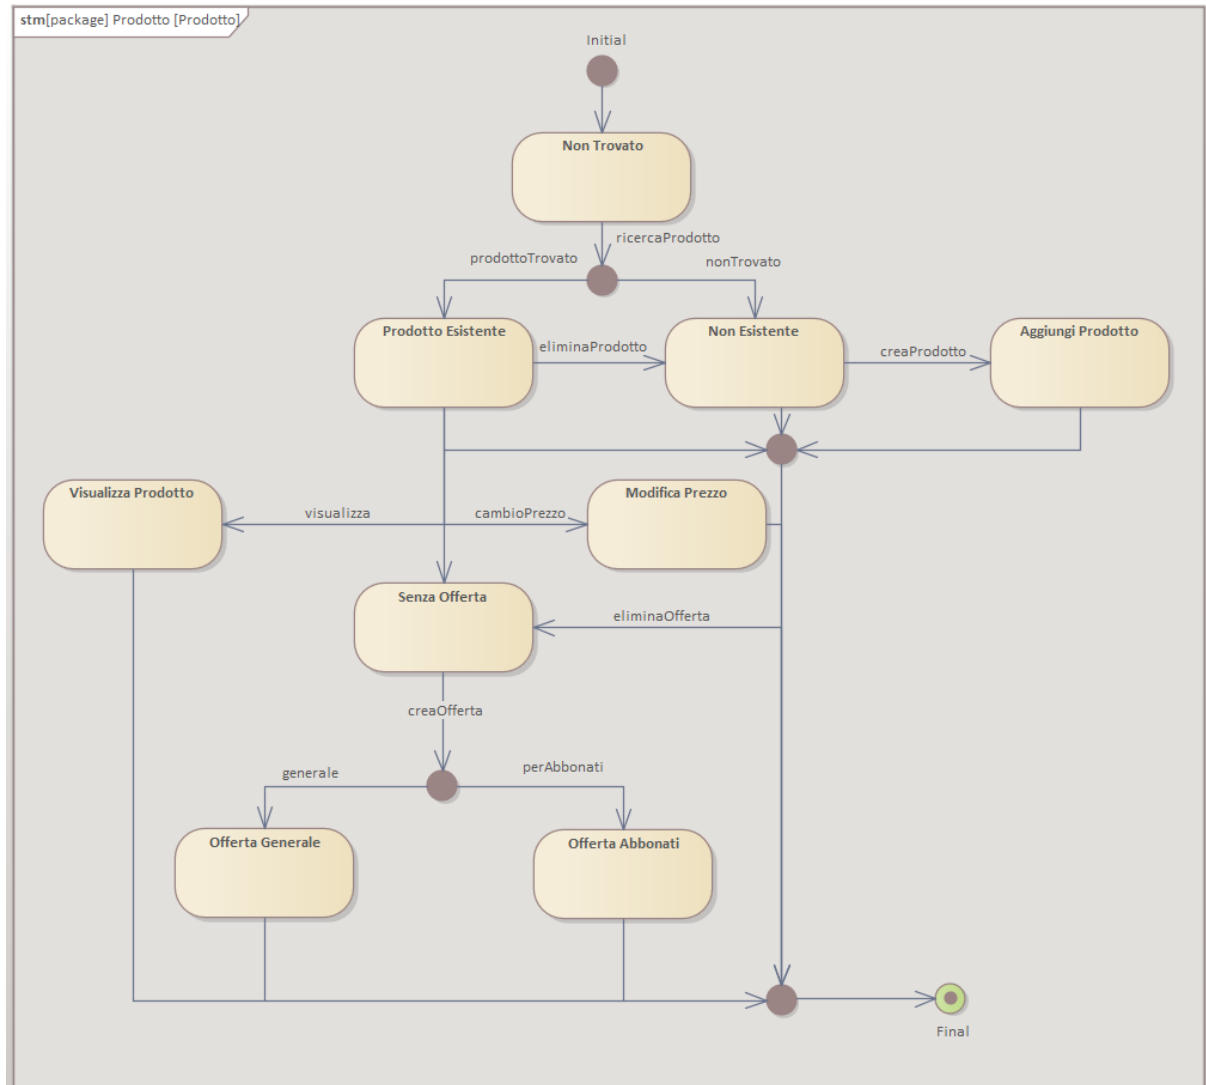 stm[package] Prodotto [Prodotto]
Initial
Non Trovato
ricercaProdotto
prodottoTrovato
nonTrovato
Prodotto Esistente
eliminaProdotto
Non Esistente
creaProdotto
Aggiungi Prodotto
Visualizza Prodotto
visualizza
cambioPrezzo
Modifica Prezzo
Senza Offerta
eliminaOfferta
creaOfferta
generale
perAbbonati
Offerta Generale
Offerta Abbonati
Final